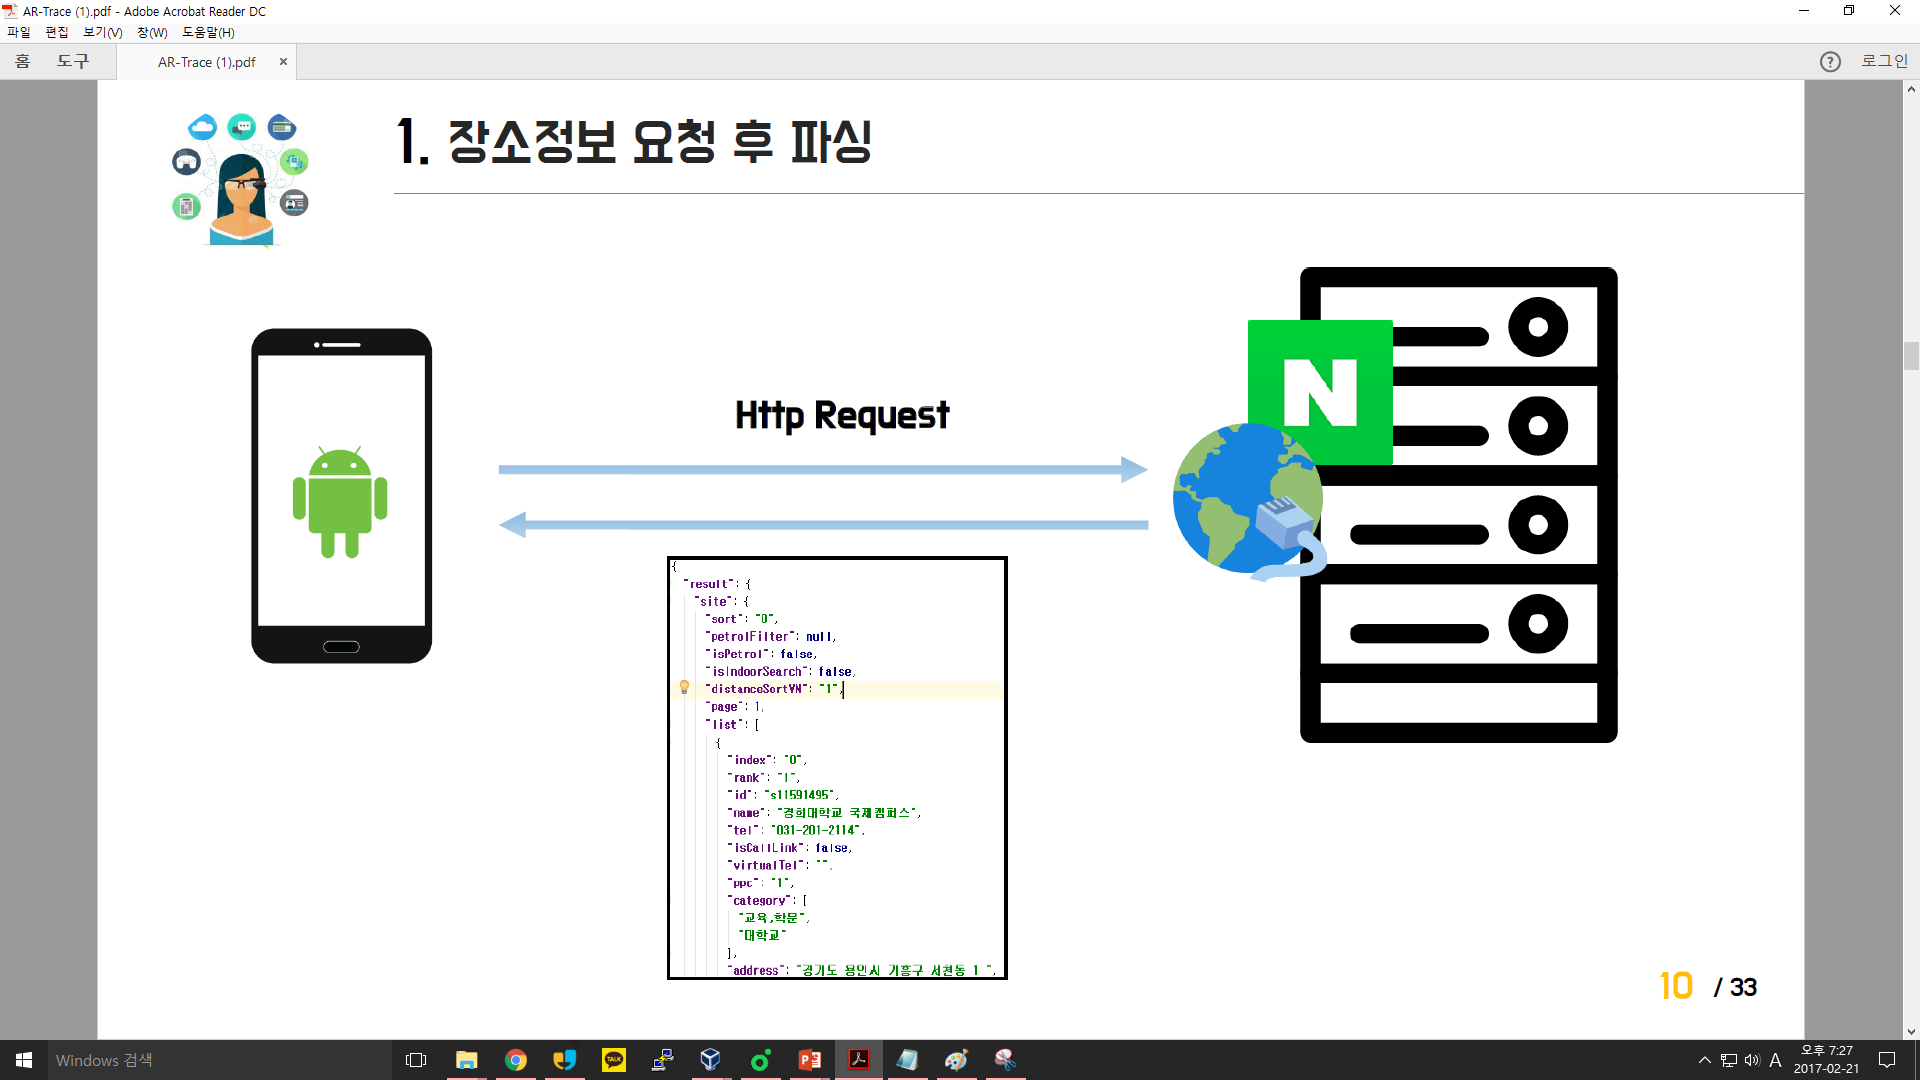 AR-Trace (1).pdf - Adobe Acrobat Reader DC
파일 편집 보기(V) 창(W) 도움말(H)
홈 도구 AR-Trace (1).pdf × ? 로그인
1. 장소정보 요청 후 파싱
N
Http Request
{
"result": {
"site": {
"sort": "0",
"petrolFilter": null,
"isPetrol": false,
"isIndoorSearch": false,
"distanceSortYN": "1",
"page": 1,
"list": [
{
"index": "0",
"rank": "1",
"id": "s11591495",
"name": "경희대학교 국제캠퍼스",
"tel": "031-201-2114",
"isCallLink": false,
"virtualTel": "",
"ppc": "1",
"category": [
"교육,학문",
"대학교"
],
"address": "경기도 용인시 기흥구 서천동 1 ",
10 / 33
Windows 검색
TALK
A
오후 7:27
2017-02-21